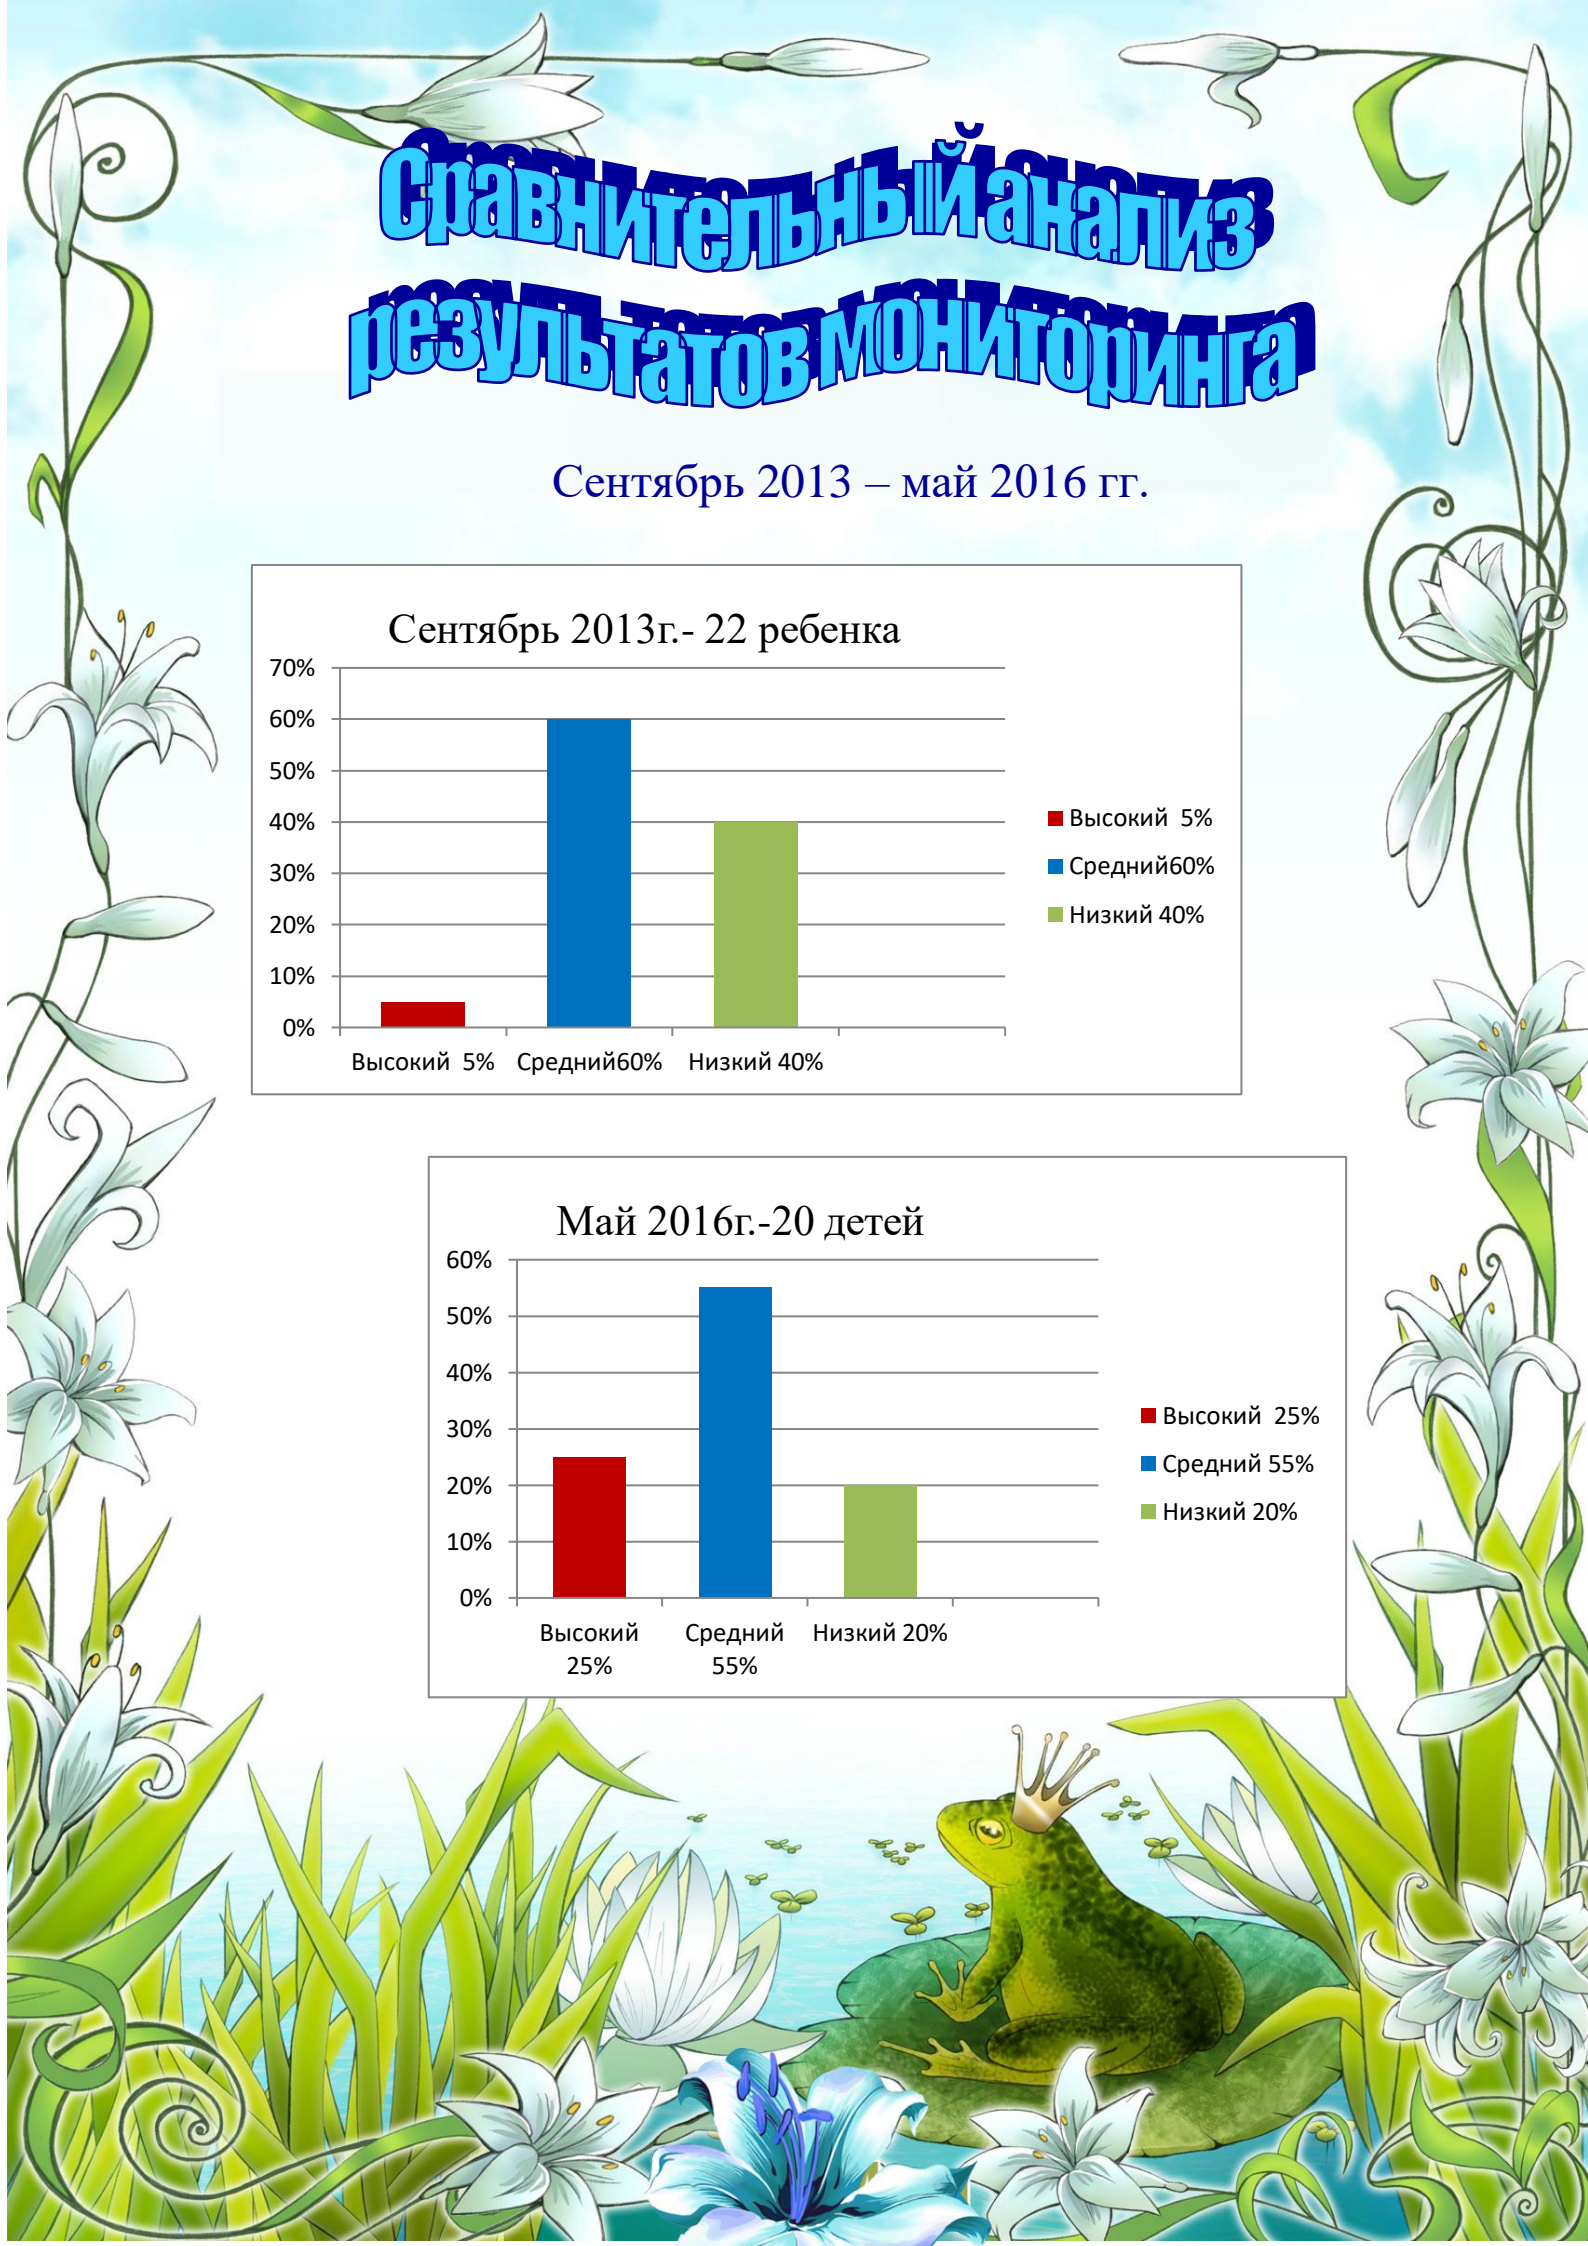 Сравнительный анализ
результатов мониторинга
Сентябрь 2013 – май 2016 гг.
Сентябрь 2013г.- 22 ребенка
70%
60%
50%
40%
30%
20%
10%
0%
Высокий  5%
Средний60%
Низкий 40%
Высокий  5%
Средний60%
Низкий 40%
Май 2016г.-20 детей
60%
50%
40%
30%
20%
10%
0%
Высокий
25%
Средний
55%
Низкий 20%
Высокий  25%
Средний 55%
Низкий 20%